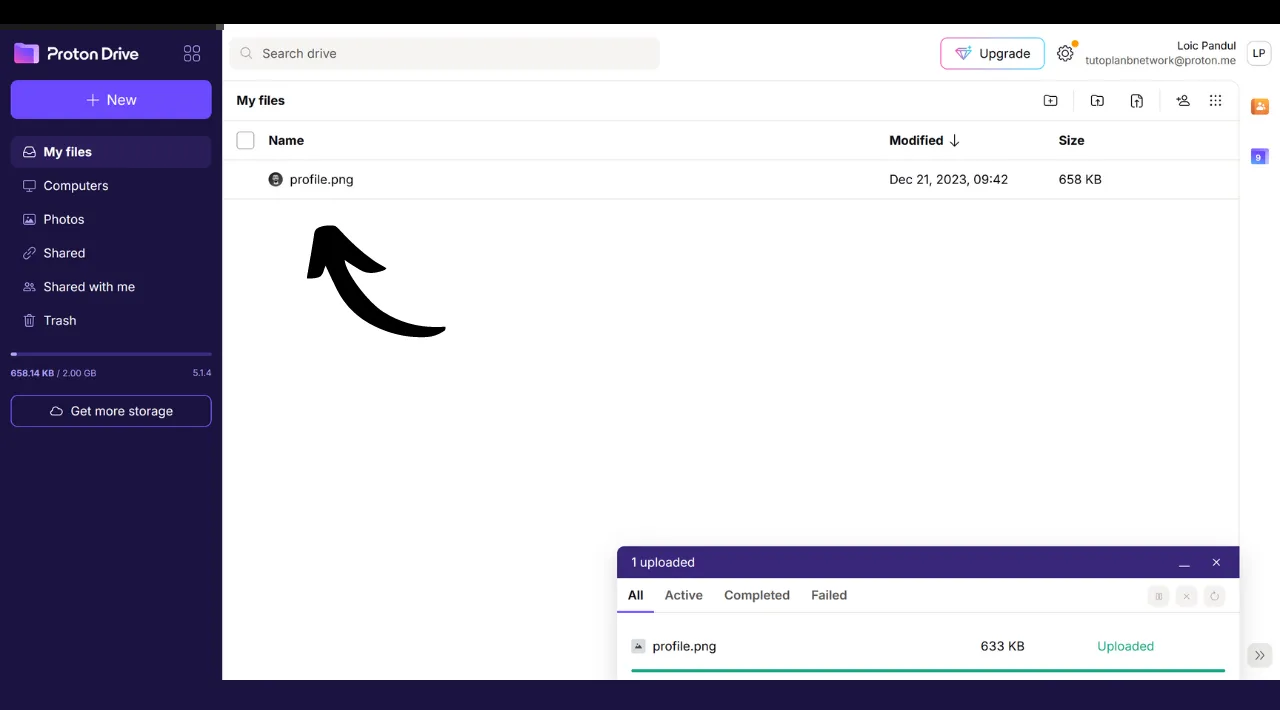 Proton Drive
Search drive
Upgrade
Loic Pandul
tutoplanbnetwork@proton.me
LP
New
My files
Computers
Photos
Shared
Shared with me
Trash
658.14 KB / 2.00 GB
5.1.4
Get more storage
My files
Name
Modified
Size
profile.png
Dec 21, 2023, 09:42
658 KB
9
1 uploaded
All
Active
Completed
Failed
profile.png
633 KB
Uploaded